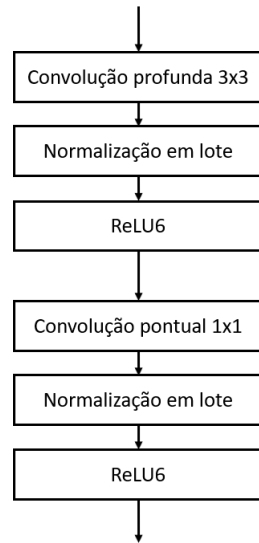 Convolução profunda 3x3
Normalização em lote
ReLU6
Convolução pontual 1x1
Normalização em lote
ReLU6